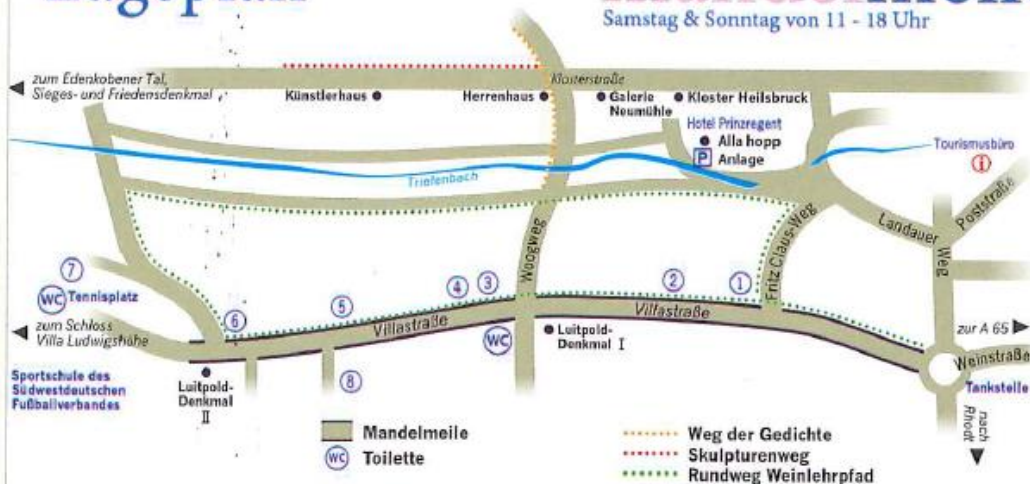 Samstag & Sonntag von 11 - 18 Uhr
zum Edenkobener Tal,
Sieges- und Friedensdenkmal
Klosterstraße
Künstlerhaus
Herrenhaus
Galerie
Neumühle
Kloster Heilsbruck
Hotel Prinzregent
Alla hopp
P Anlage
Tourismusbüro
i
Triefenbach
Poststraße
Landauer
Weg
Woogweg
Fritz Claus-Weg
7
WC Tennisplatz
6
5
4
3
2
1
zum Schloss
Villa Ludwigshöhe
Villastraße
Villastraße
WC
Luitpold-
Denkmal I
zur A 65
Weinstraße
Tankstelle
Sportschule des
Südwestdeutschen
Fußballverbandes
Luitpold-
Denkmal
II
8
nach
Rhodt
Mandelmeile
WC Toilette
Weg der Gedichte
Skulpturenweg
Rundweg Weinlehrpfad